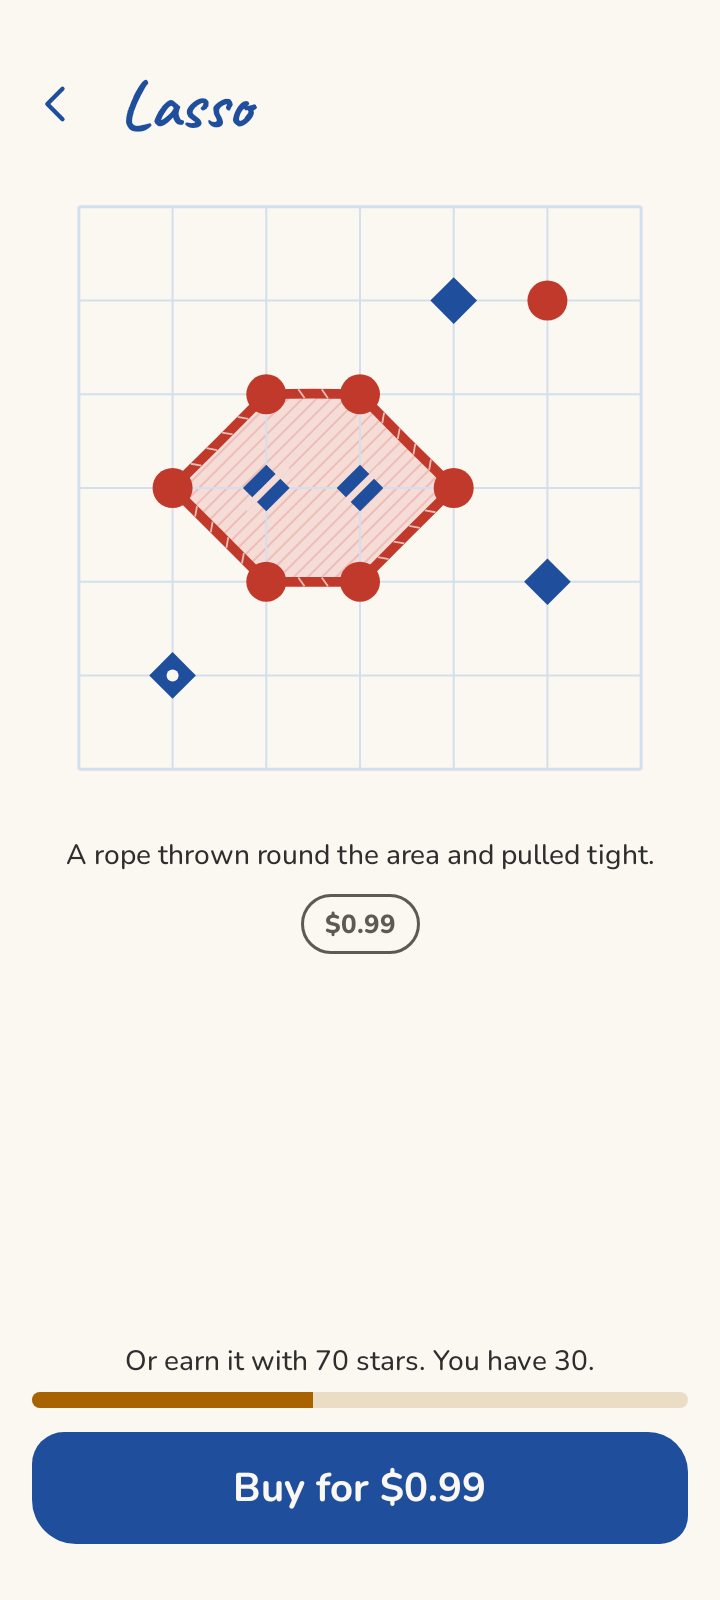 Lasso
A rope thrown round the area and pulled tight.
$0.99
Or earn it with 70 stars. You have 30.
Buy for $0.99